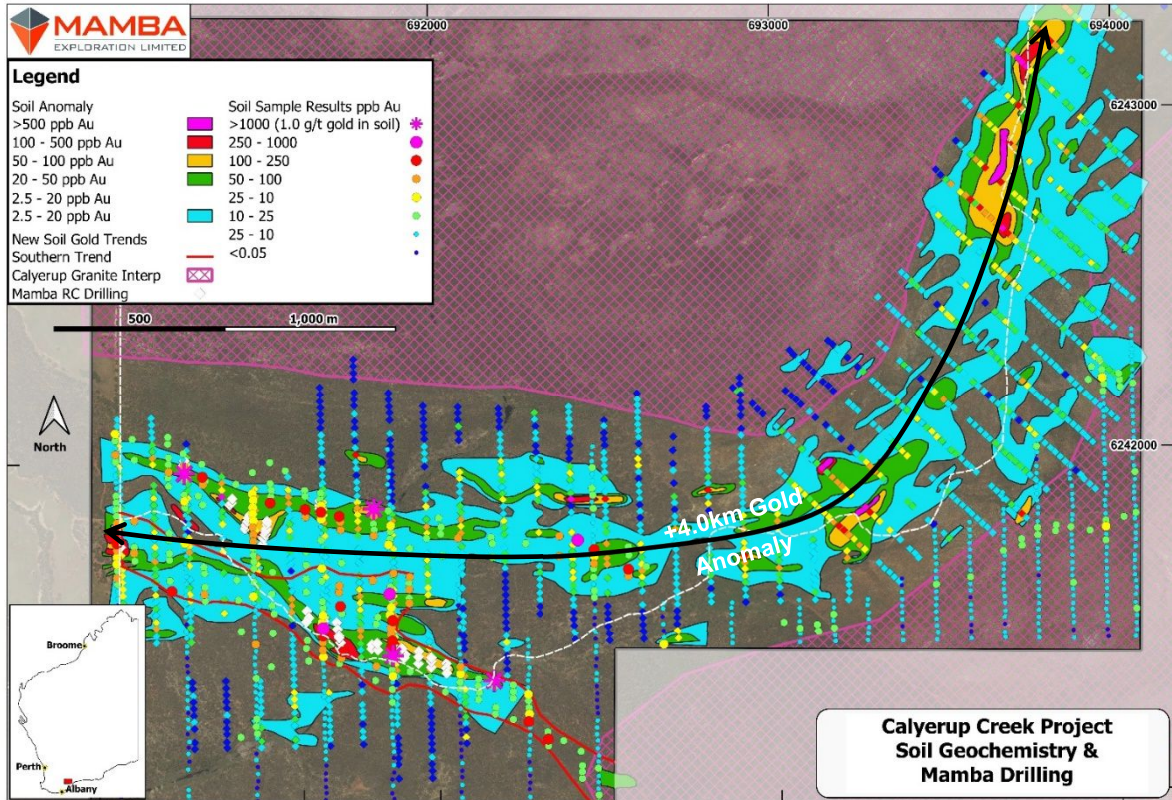 MAMBA
EXPLORATION LIMITED
692000
693000
694000
Legend
Soil Anomaly
>500 ppb Au
100 - 500 ppb Au
50 - 100 ppb Au
20 - 50 ppb Au
2.5 - 20 ppb Au
2.5 - 20 ppb Au
New Soil Gold Trends
Southern Trend
Calyerup Granite Interp
Mamba RC Drilling
Soil Sample Results ppb Au
>1000 (1.0 g/t gold in soil)
250 - 1000
100 - 250
50 - 100
25 - 10
10 - 25
25 - 10
<0.05
6243000
500
1,000 m
North
6242000
+4.0km Gold
Anomaly
Broome
Perth
Albany
Calyerup Creek Project
Soil Geochemistry &
Mamba Drilling